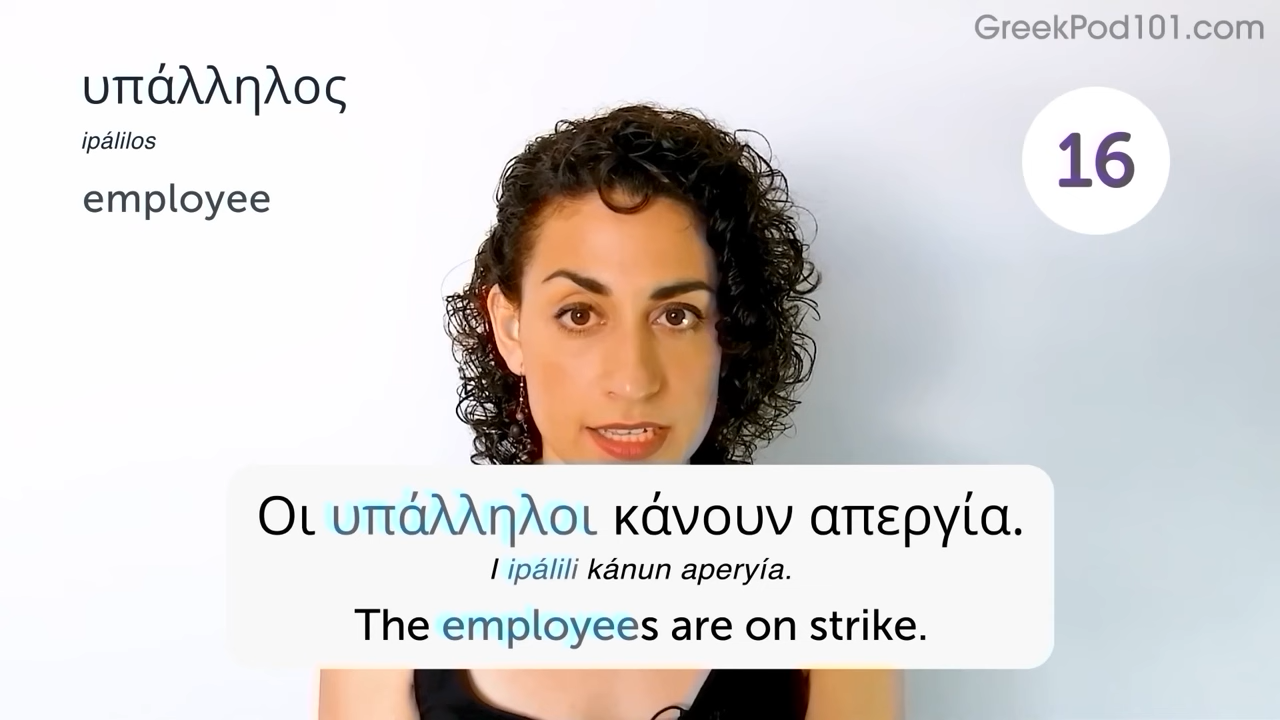 GreekPod101.com
υπάλληλος
ipálilos
employee
16
Οι υπάλληλοι κάνουν απεργία.
I ipálili kánun aperyía.
The employees are on strike.